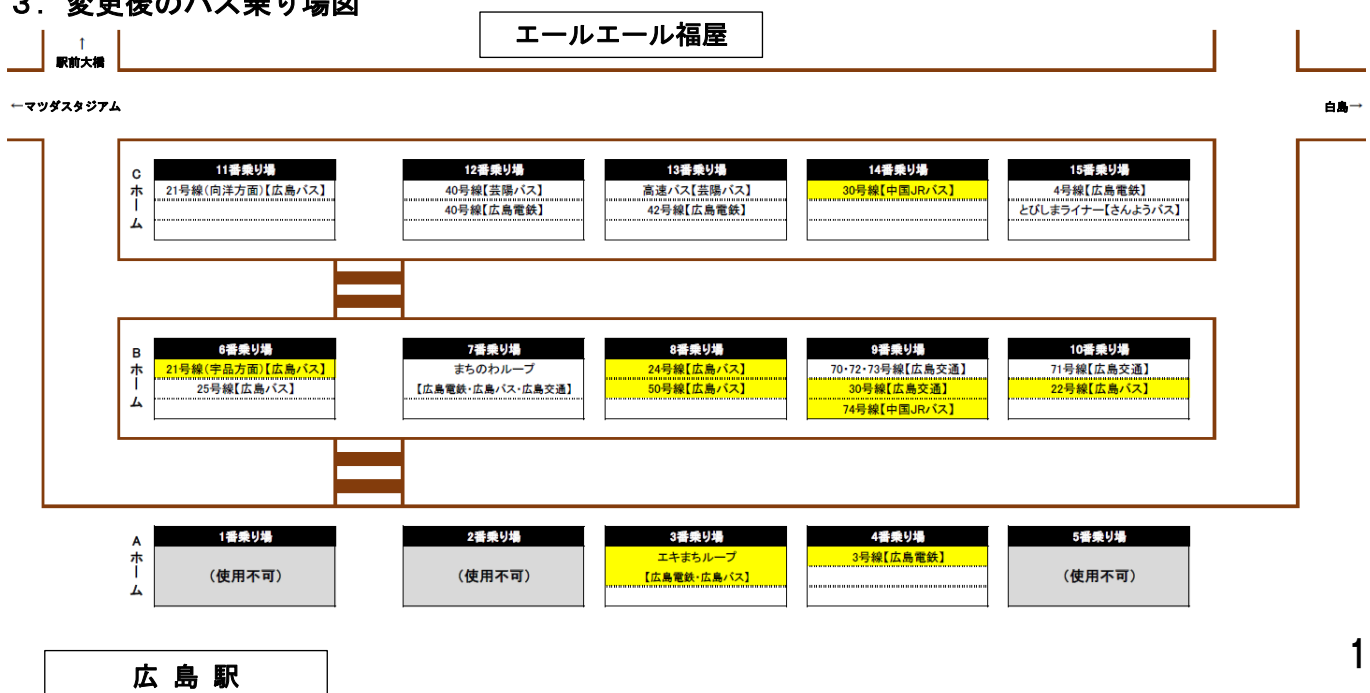 ３．変更後のバス乗り場図
エールエール福屋
↑
駅前大橋
←マツダスタジアム
白島→
Cホーム
11番乗り場
21号線(向洋方面)【広島バス】
12番乗り場
40号線【芸陽バス】
40号線【広島電鉄】
13番乗り場
高速バス【芸陽バス】
42号線【広島電鉄】
14番乗り場
30号線【中国JRバス】
15番乗り場
4号線【広島電鉄】
とびしまライナー【さんようバス】
Bホーム
6番乗り場
21号線(宇品方面)【広島バス】
25号線【広島バス】
7番乗り場
まちのわループ
【広島電鉄・広島バス・広島交通】
8番乗り場
24号線【広島バス】
50号線【広島バス】
9番乗り場
70・72・73号線【広島交通】
30号線【広島交通】
74号線【中国JRバス】
10番乗り場
71号線【広島交通】
22号線【広島バス】
Aホーム
1番乗り場
(使用不可)
2番乗り場
(使用不可)
3番乗り場
エキまちループ
【広島電鉄・広島バス】
4番乗り場
3号線【広島電鉄】
5番乗り場
(使用不可)
広島駅
1